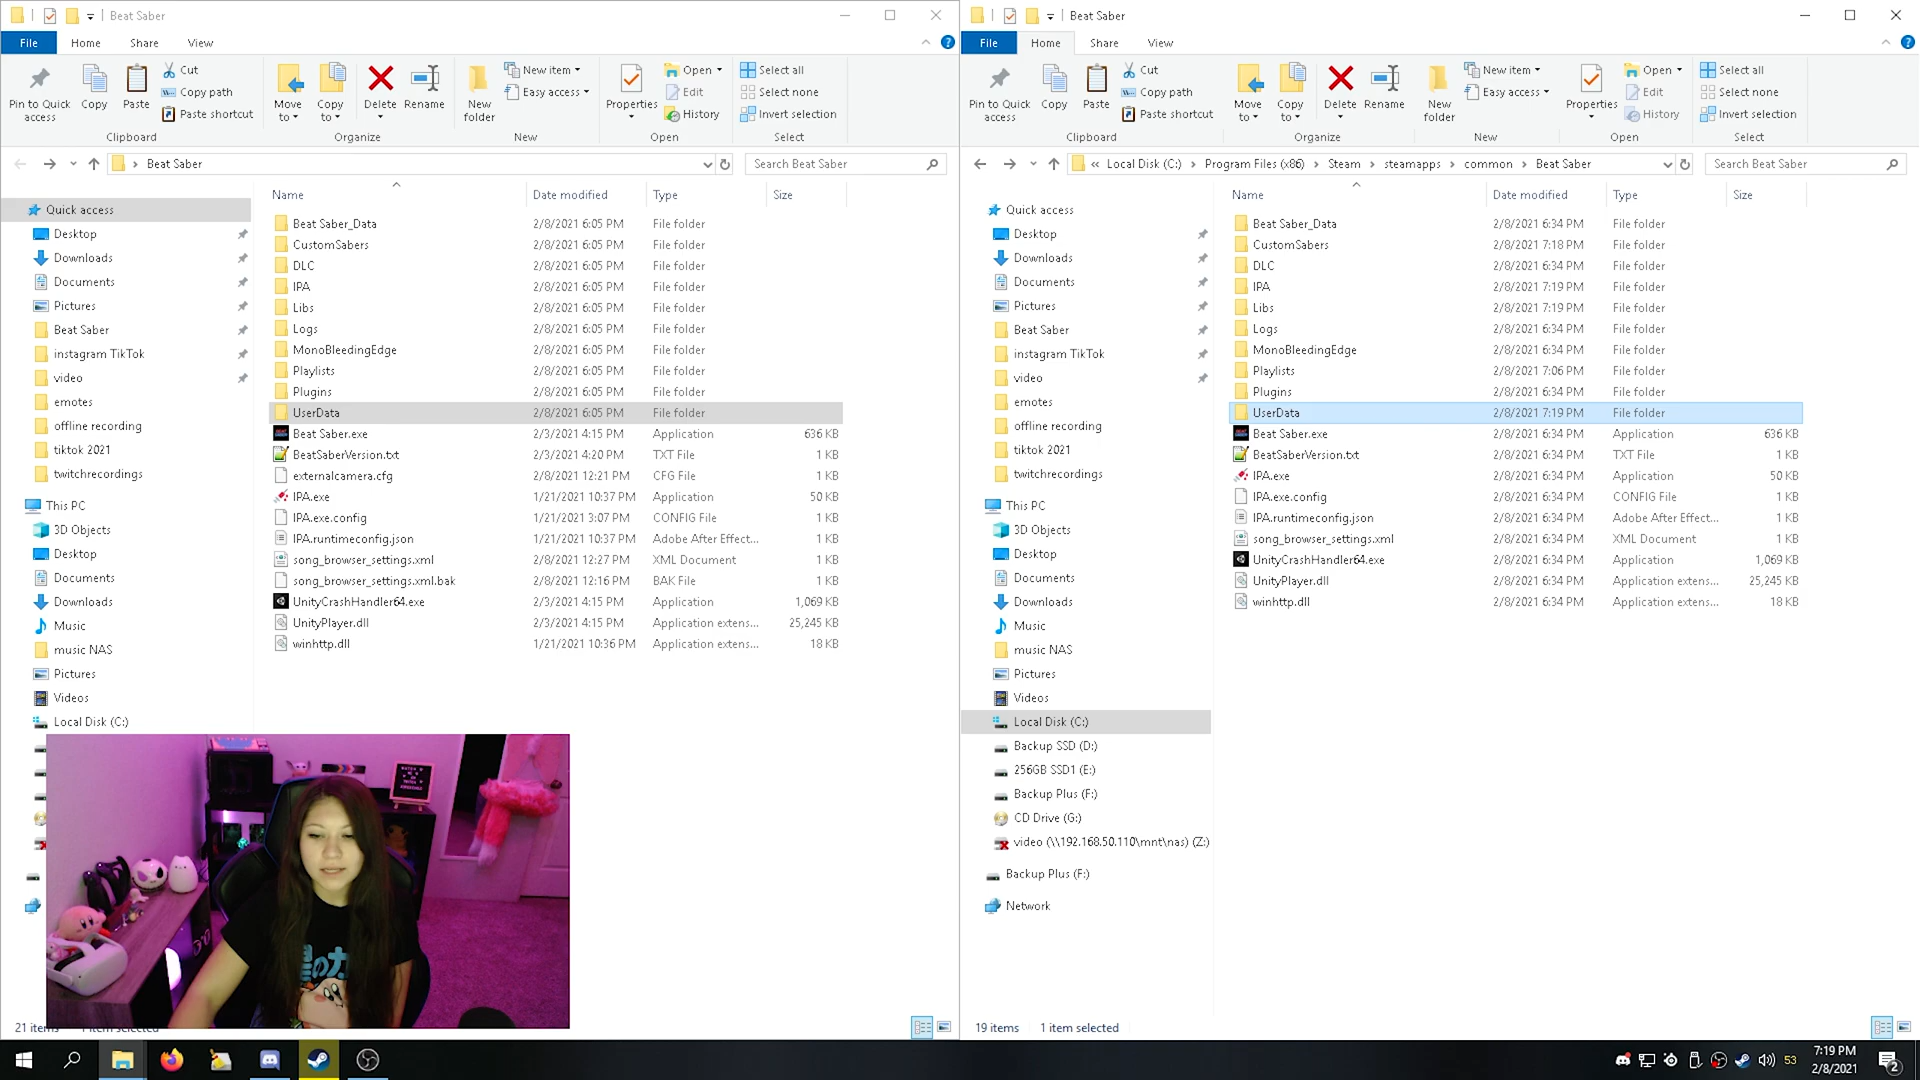 Beat Saber
File Home Share View
Pin to Quick access
Copy
Paste
Cut
Copy path
Paste shortcut
Clipboard
Move to
Copy to
Delete
Rename
Organize
New folder
New item
Easy access
New
Properties
Open
Edit
History
Open
Select all
Select none
Invert selection
Select
Beat Saber
Search Beat Saber
Quick access
Desktop
Downloads
Documents
Pictures
Beat Saber
instagram TikTok
video
emotes
offline recording
tiktok 2021
twitchrecordings
This PC
3D Objects
Desktop
Documents
Downloads
Music
music NAS
Pictures
Videos
Local Disk (C:)
Name Date modified Type Size
Beat Saber_Data 2/8/2021 6:05 PM File folder
CustomSabers 2/8/2021 6:05 PM File folder
DLC 2/8/2021 6:05 PM File folder
IPA 2/8/2021 6:05 PM File folder
Libs 2/8/2021 6:05 PM File folder
Logs 2/8/2021 6:05 PM File folder
MonoBleedingEdge 2/8/2021 6:05 PM File folder
Playlists 2/8/2021 6:05 PM File folder
Plugins 2/8/2021 6:05 PM File folder
UserData 2/8/2021 6:05 PM File folder
Beat Saber.exe 2/3/2021 4:15 PM Application 636 KB
BeatSaberVersion.txt 2/3/2021 4:20 PM TXT File 1 KB
externalcamera.cfg 2/8/2021 12:21 PM CFG File 1 KB
IPA.exe 1/21/2021 10:37 PM Application 50 KB
IPA.exe.config 1/21/2021 3:07 PM CONFIG File 1 KB
IPA.runtimeconfig.json 1/21/2021 10:37 PM Adobe After Effect... 1 KB
song_browser_settings.xml 2/8/2021 12:27 PM XML Document 1 KB
song_browser_settings.xml.bak 2/8/2021 12:16 PM BAK File 1 KB
UnityCrashHandler64.exe 2/3/2021 4:15 PM Application 1,069 KB
UnityPlayer.dll 2/3/2021 4:15 PM Application extens... 25,245 KB
winhttp.dll 1/21/2021 10:36 PM Application extens... 18 KB
21 items 1 item selected
Beat Saber
File Home Share View
Pin to Quick access
Copy
Paste
Cut
Copy path
Paste shortcut
Clipboard
Move to
Copy to
Delete
Rename
Organize
New folder
New item
Easy access
New
Properties
Open
Edit
History
Open
Select all
Select none
Invert selection
Select
« Local Disk (C:) > Program Files (x86) > Steam > steamapps > common > Beat Saber
Search Beat Saber
Quick access
Desktop
Downloads
Documents
Pictures
Beat Saber
instagram TikTok
video
emotes
offline recording
tiktok 2021
twitchrecordings
This PC
3D Objects
Desktop
Documents
Downloads
Music
music NAS
Pictures
Videos
Local Disk (C:)
Backup SSD (D:)
256GB SSD1 (E:)
Backup Plus (F:)
CD Drive (G:)
video (\\192.168.50.110\mnt\nas) (Z:)
Backup Plus (F:)
Network
Name Date modified Type Size
Beat Saber_Data 2/8/2021 6:34 PM File folder
CustomSabers 2/8/2021 7:18 PM File folder
DLC 2/8/2021 6:34 PM File folder
IPA 2/8/2021 7:19 PM File folder
Libs 2/8/2021 7:19 PM File folder
Logs 2/8/2021 6:34 PM File folder
MonoBleedingEdge 2/8/2021 6:34 PM File folder
Playlists 2/8/2021 7:06 PM File folder
Plugins 2/8/2021 6:34 PM File folder
UserData 2/8/2021 7:19 PM File folder
Beat Saber.exe 2/8/2021 6:34 PM Application 636 KB
BeatSaberVersion.txt 2/8/2021 6:34 PM TXT File 1 KB
IPA.exe 2/8/2021 6:34 PM Application 50 KB
IPA.exe.config 2/8/2021 6:34 PM CONFIG File 1 KB
IPA.runtimeconfig.json 2/8/2021 6:34 PM Adobe After Effect... 1 KB
song_browser_settings.xml 2/8/2021 6:34 PM XML Document 1 KB
UnityCrashHandler64.exe 2/8/2021 6:34 PM Application 1,069 KB
UnityPlayer.dll 2/8/2021 6:34 PM Application extens... 25,245 KB
winhttp.dll 2/8/2021 6:34 PM Application extens... 18 KB
19 items 1 item selected
53
7:19 PM
2/8/2021
2